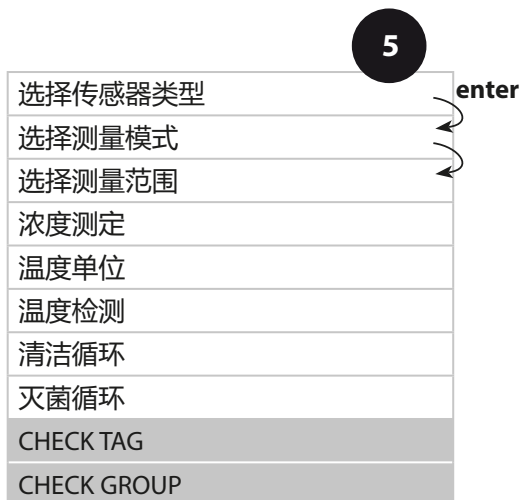 5
选择传感器类型 enter
选择测量模式
选择测量范围
浓度测定
温度单位
温度检测
清洁循环
灭菌循环
CHECK TAG
CHECK GROUP